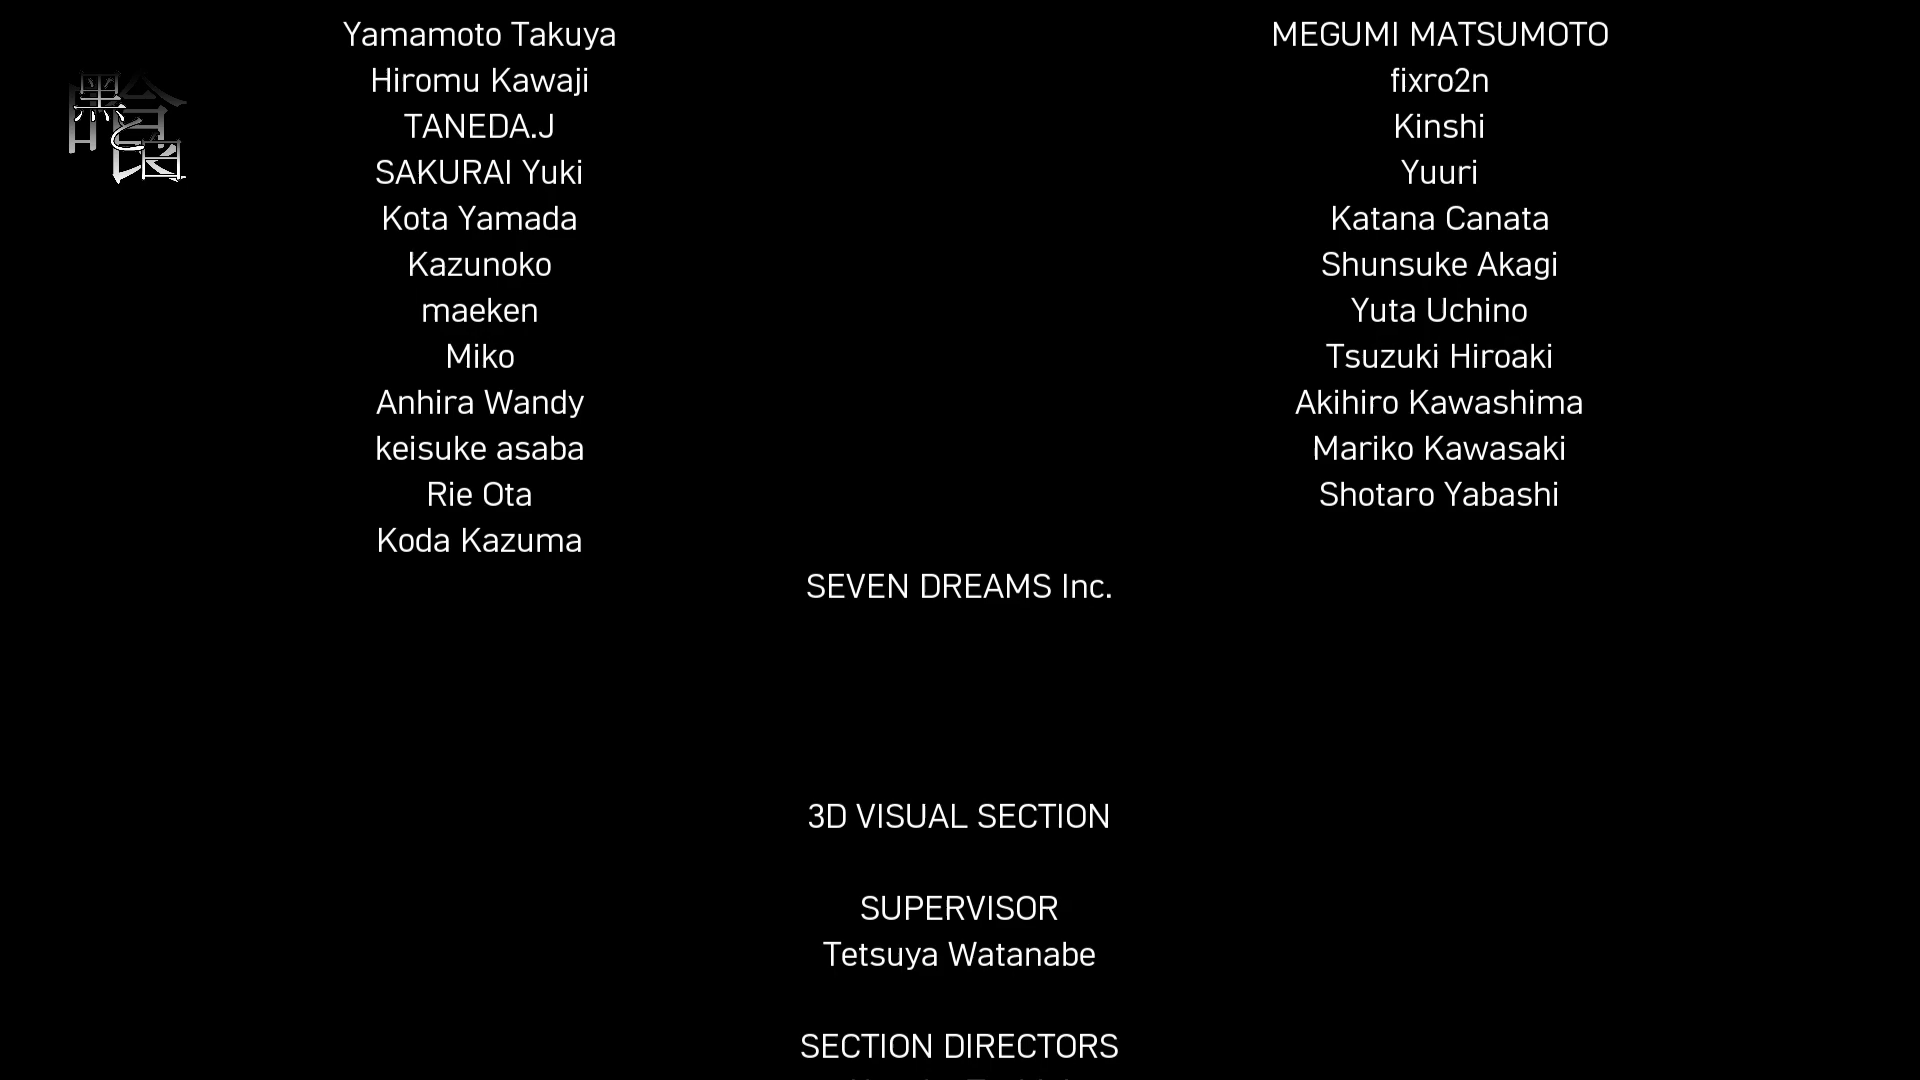 Yamamoto Takuya
Hiromu Kawaji
TANEDA.J
SAKURAI Yuki
Kota Yamada
Kazunoko
maeken
Miko
Anhira Wandy
keisuke asaba
Rie Ota
Koda Kazuma
MEGUMI MATSUMOTO
fixro2n
Kinshi
Yuuri
Katana Canata
Shunsuke Akagi
Yuta Uchino
Tsuzuki Hiroaki
Akihiro Kawashima
Mariko Kawasaki
Shotaro Yabashi
SEVEN DREAMS Inc.
3D VISUAL SECTION
SUPERVISOR
Tetsuya Watanabe
SECTION DIRECTORS